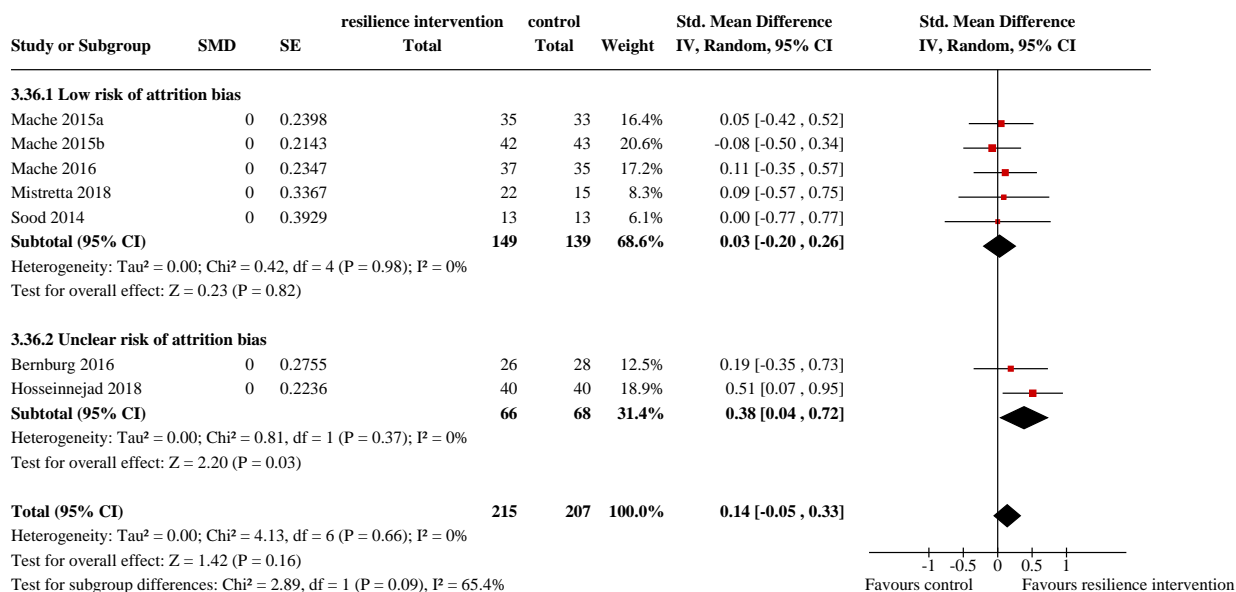 resilience intervention control Std. Mean Difference Std. Mean Difference
Study or Subgroup SMD SE Total Total Weight IV, Random, 95% CI IV, Random, 95% CI
3.36.1 Low risk of attrition bias
Mache 2015a 0 0.2398 35 33 16.4% 0.05 [-0.42 , 0.52]
Mache 2015b 0 0.2143 42 43 20.6% -0.08 [-0.50 , 0.34]
Mache 2016 0 0.2347 37 35 17.2% 0.11 [-0.35 , 0.57]
Mistretta 2018 0 0.3367 22 15 8.3% 0.09 [-0.57 , 0.75]
Sood 2014 0 0.3929 13 13 6.1% 0.00 [-0.77 , 0.77]
Subtotal (95% CI) 149 139 68.6% 0.03 [-0.20 , 0.26]
Heterogeneity: Tau² = 0.00; Chi² = 0.42, df = 4 (P = 0.98); I² = 0%
Test for overall effect: Z = 0.23 (P = 0.82)
3.36.2 Unclear risk of attrition bias
Bernburg 2016 0 0.2755 26 28 12.5% 0.19 [-0.35 , 0.73]
Hosseinnejad 2018 0 0.2236 40 40 18.9% 0.51 [0.07 , 0.95]
Subtotal (95% CI) 66 68 31.4% 0.38 [0.04 , 0.72]
Heterogeneity: Tau² = 0.00; Chi² = 0.81, df = 1 (P = 0.37); I² = 0%
Test for overall effect: Z = 2.20 (P = 0.03)
Total (95% CI) 215 207 100.0% 0.14 [-0.05 , 0.33]
Heterogeneity: Tau² = 0.00; Chi² = 4.13, df = 6 (P = 0.66); I² = 0%
Test for overall effect: Z = 1.42 (P = 0.16)
Test for subgroup differences: Chi² = 2.89, df = 1 (P = 0.09), I² = 65.4%
-1 -0.5 0 0.5 1
Favours control Favours resilience intervention